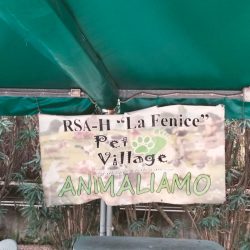 RSA-H "La Fenice"
Pet
Village
ANIMALIAMO